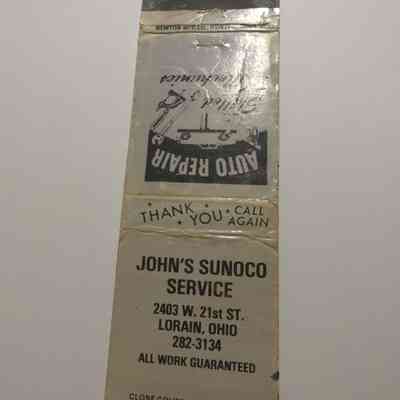 AUTO REPAIR
Skilled
Mechanics
THANK YOU CALL AGAIN
JOHN'S SUNOCO
SERVICE
2403 W. 21st ST.
LORAIN, OHIO
282-3134
ALL WORK GUARANTEED